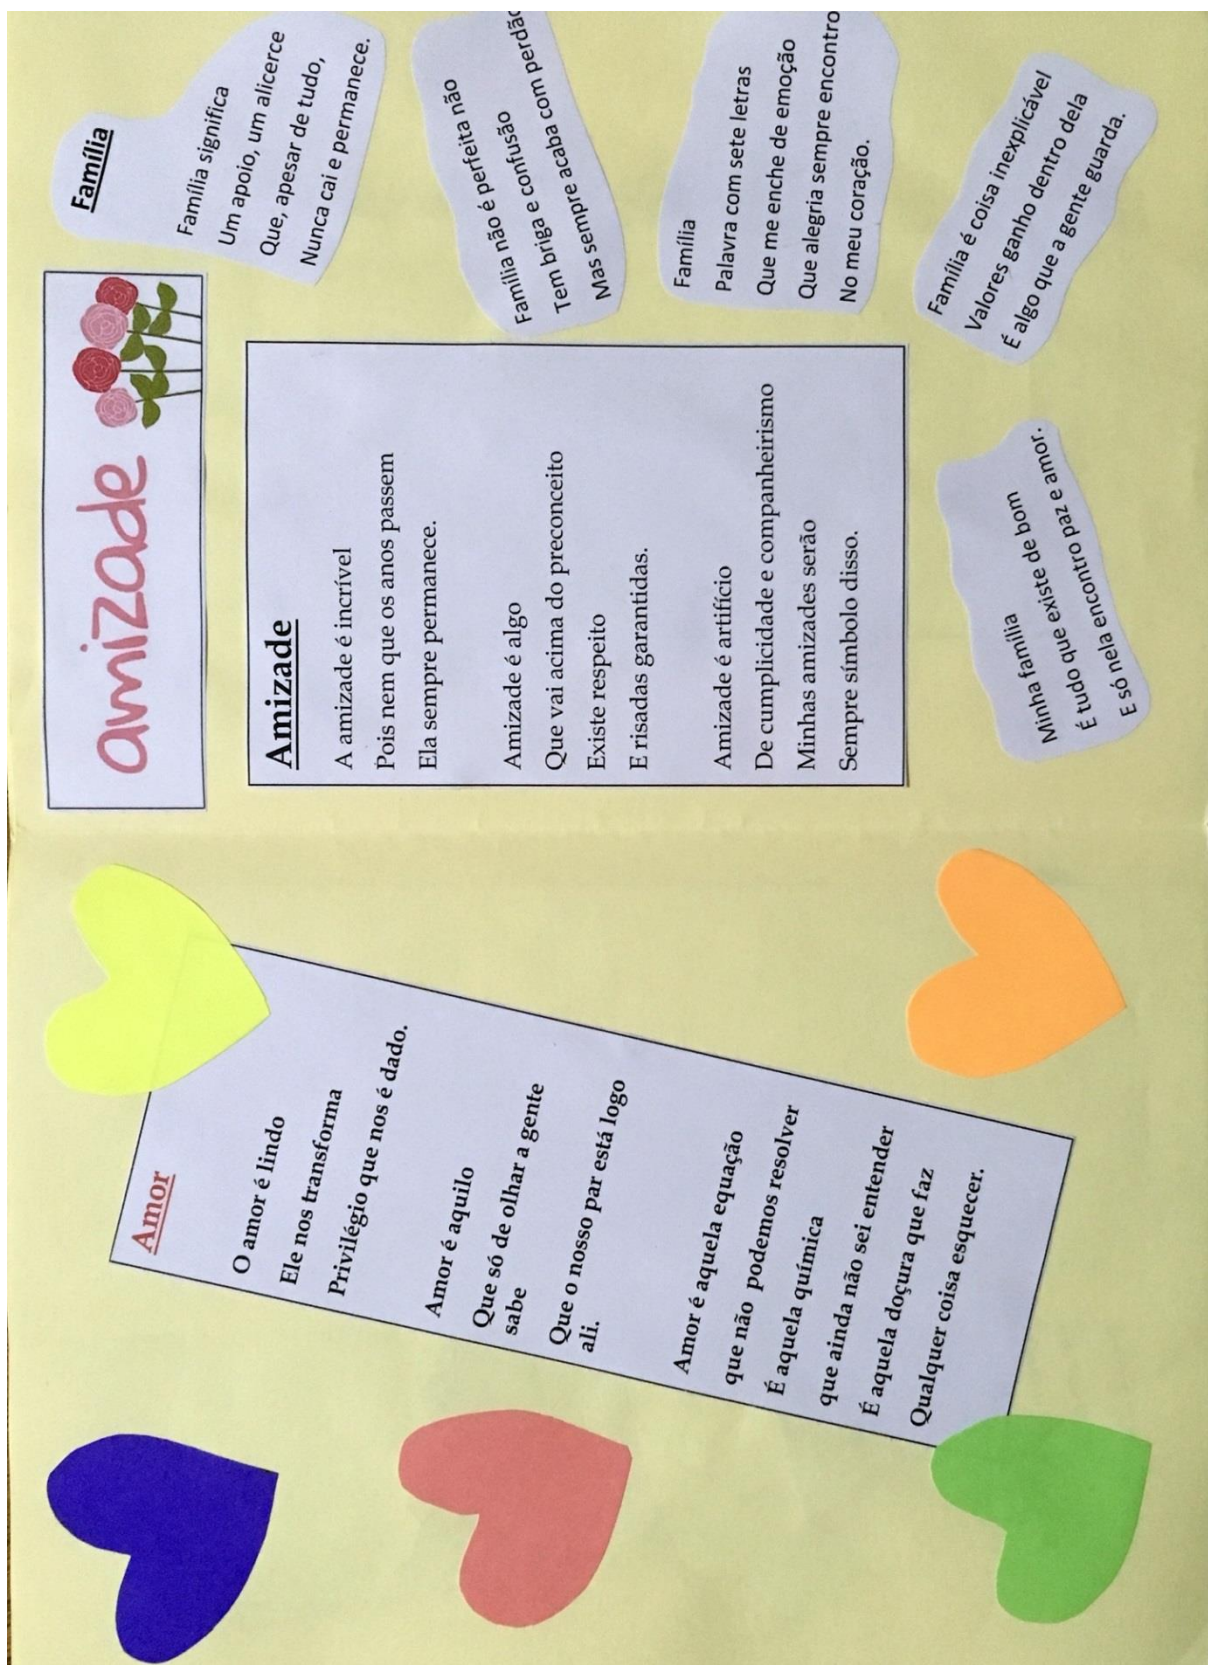 Amor
O amor é lindo
Ele nos transforma
Privilégio que nos é dado.
Amor é aquilo
Que só de olhar a gente
sabe
Que o nosso par está logo
ali.
Amor é aquela equação
que não podemos resolver
É aquela química
que ainda não sei entender
É aquela doçura que faz
Qualquer coisa esquecer.
amizade
Amizade
A amizade é incrível
Pois nem que os anos passem
Ela sempre permanece.
Amizade é algo
Que vai acima do preconceito
Existe respeito
E risadas garantidas.
Amizade é artifício
De cumplicidade e companheirismo
Minhas amizades serão
Sempre símbolo disso.
Família
Família significa
Um apoio, um alicerce
Que, apesar de tudo,
Nunca cai e permanece.
Família não é perfeita não
Tem briga e confusão
Mas sempre acaba com perdão
Família
Palavra com sete letras
Que me enche de emoção
Que alegria sempre encontro
No meu coração.
Família é coisa inexplicável
Valores ganho dentro dela
É algo que a gente guarda.
Minha família
É tudo que existe de bom
E só nela encontro paz e amor.